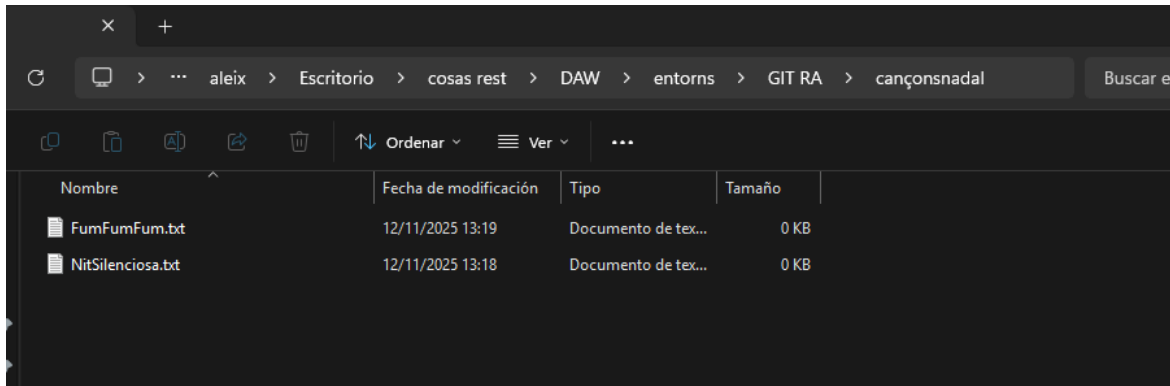 aleix > Escritorio > cosas rest > DAW > entorns > GIT RA > cançonsnadal
Buscar e
Ordenar
Ver
Nombre Fecha de modificación Tipo Tamaño
FumFumFum.txt 12/11/2025 13:19 Documento de tex... 0 KB
NitSilenciosa.txt 12/11/2025 13:18 Documento de tex... 0 KB